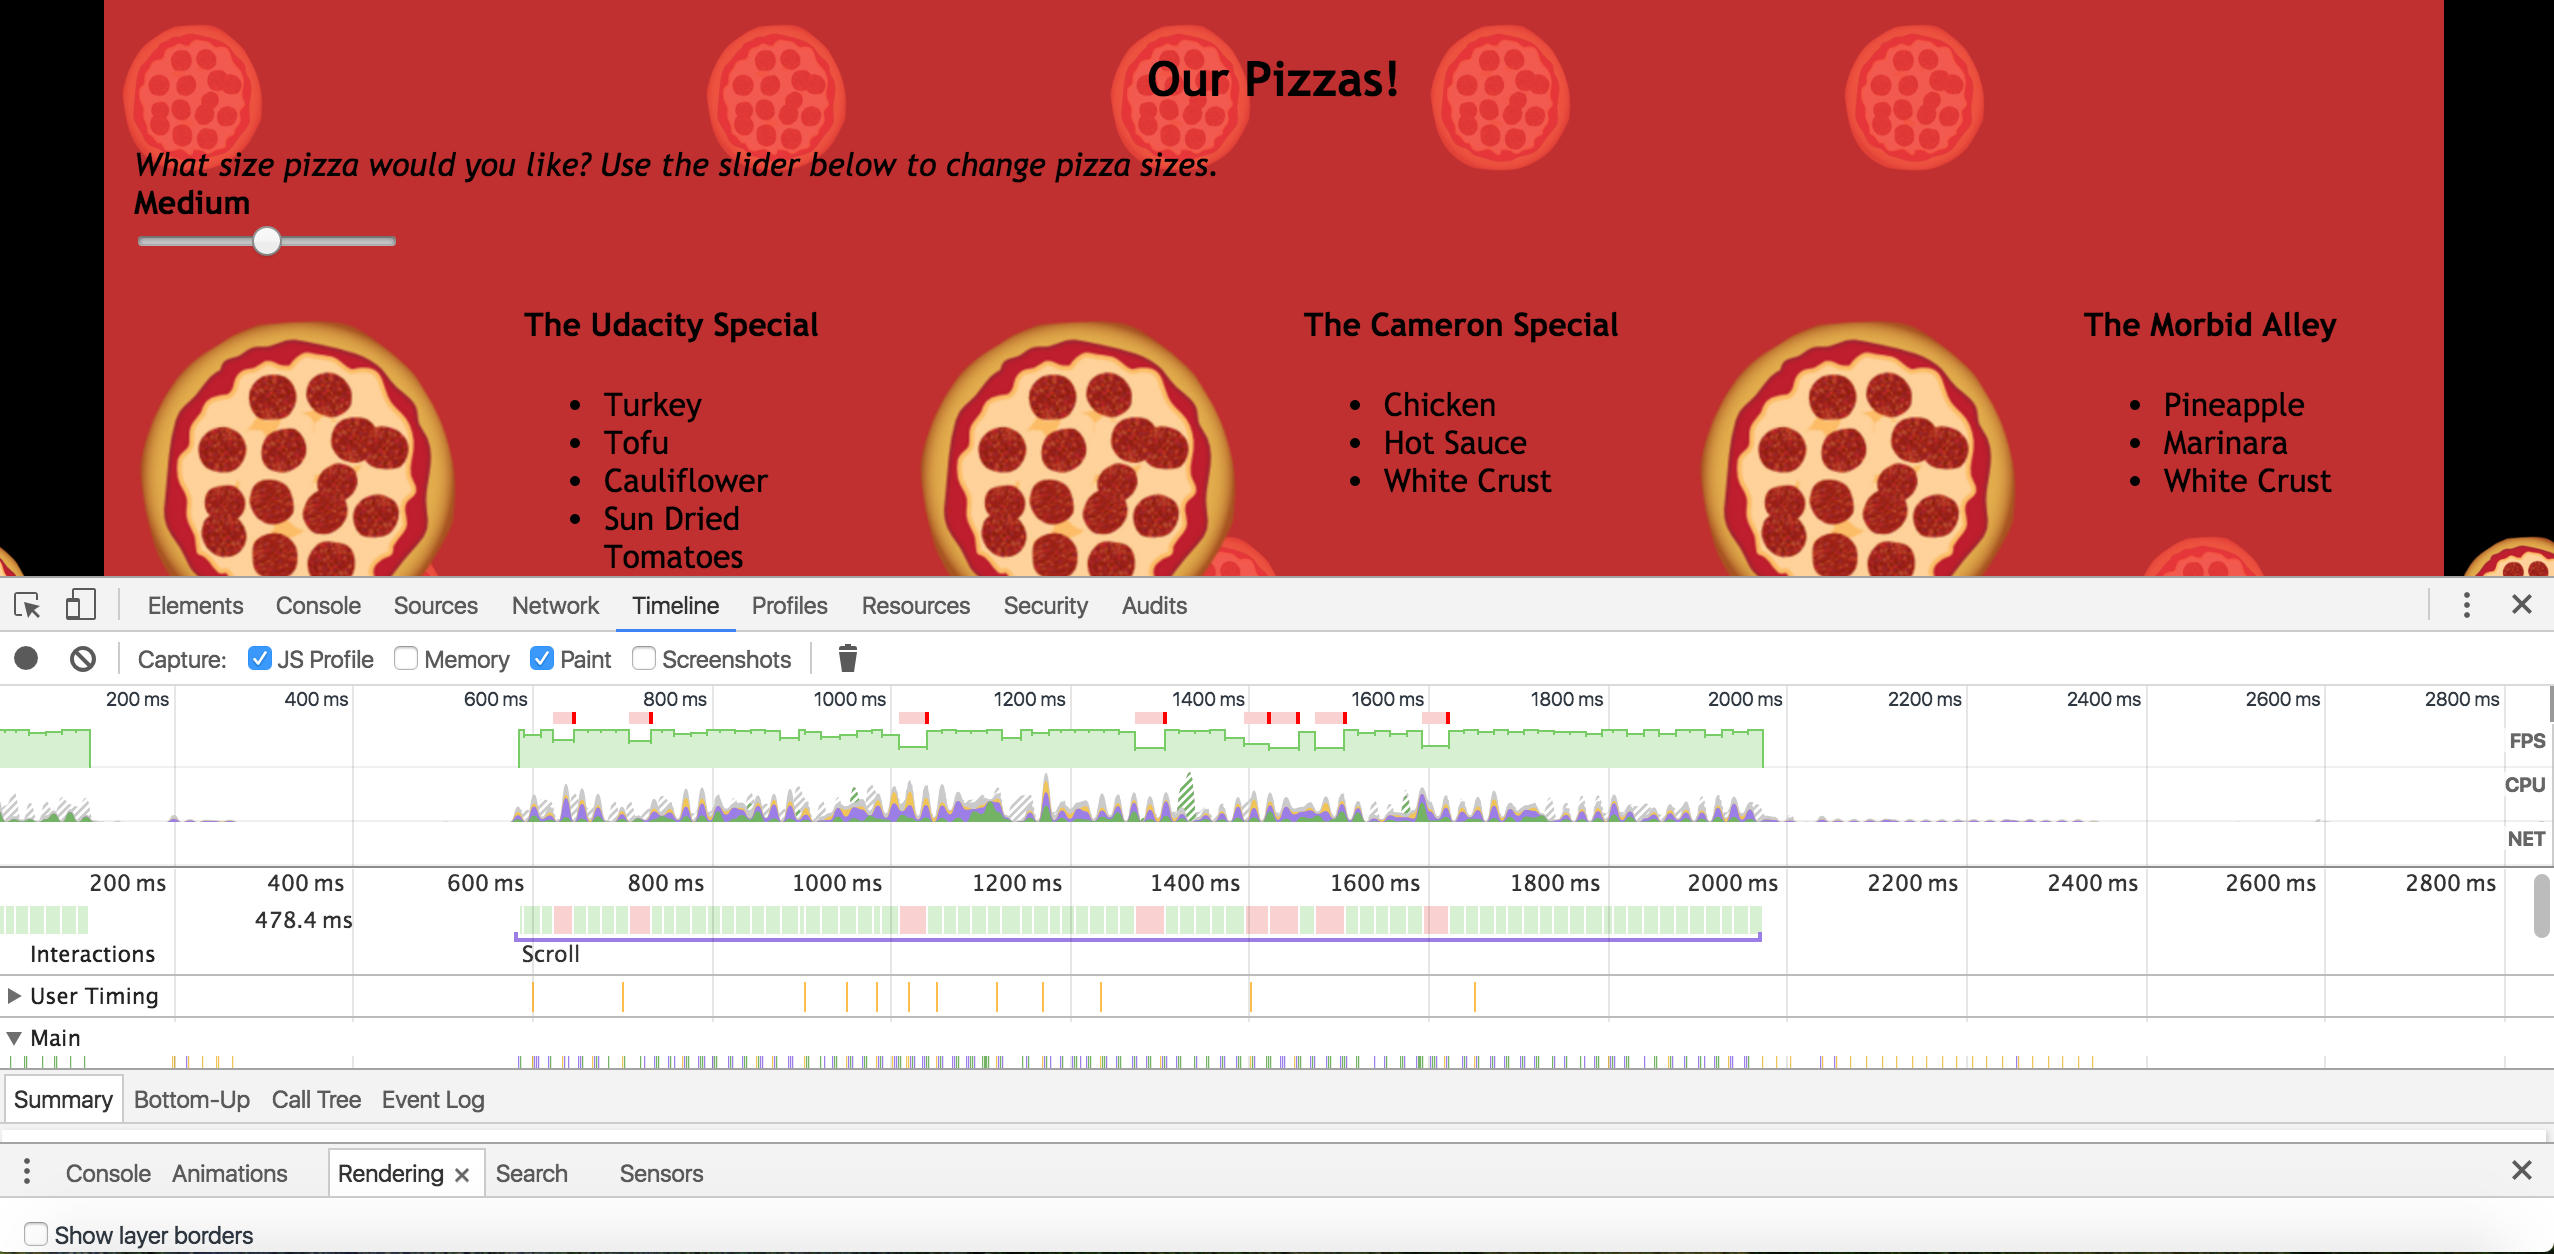 Our Pizzas!
What size pizza would you like? Use the slider below to change pizza sizes.
Medium
The Udacity Special
Turkey
Tofu
Cauliflower
Sun Dried
Tomatoes
The Cameron Special
Chicken
Hot Sauce
White Crust
The Morbid Alley
Pineapple
Marinara
White Crust
Elements Console Sources Network Timeline Profiles Resources Security Audits
Capture: JS Profile Memory Paint Screenshots
200 ms 400 ms 600 ms 800 ms 1000 ms 1200 ms 1400 ms 1600 ms 1800 ms 2000 ms 2200 ms 2400 ms 2600 ms 2800 ms
FPS
CPU
NET
200 ms 400 ms 600 ms 800 ms 1000 ms 1200 ms 1400 ms 1600 ms 1800 ms 2000 ms 2200 ms 2400 ms 2600 ms 2800 ms
478.4 ms
Interactions Scroll
User Timing
Main
Summary Bottom-Up Call Tree Event Log
Console Animations Rendering Search Sensors
Show layer borders